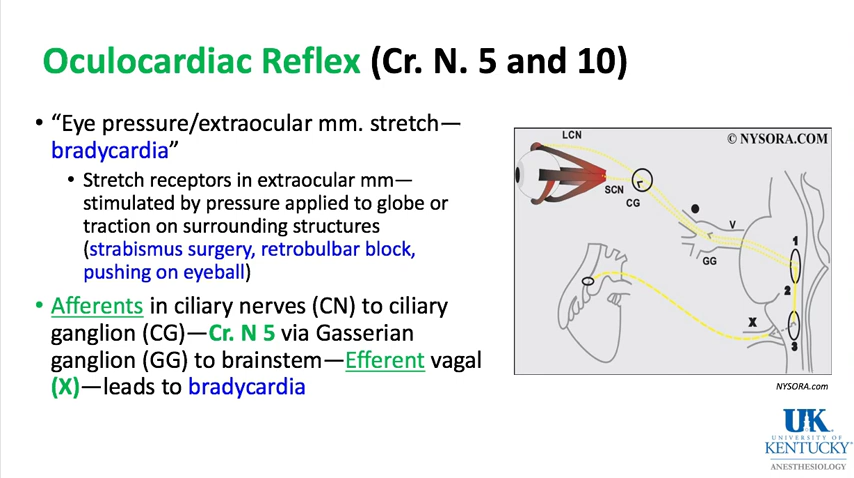 Oculocardiac Reflex (Cr. N. 5 and 10)
• “Eye pressure/extraocular mm. stretch—
bradycardia”
• Stretch receptors in extraocular mm—
stimulated by pressure applied to globe or
traction on surrounding structures
(strabismus surgery, retrobulbar block,
pushing on eyeball)
• Afferents in ciliary nerves (CN) to ciliary
ganglion (CG)—Cr. N 5 via Gasserian
ganglion (GG) to brainstem—Efferent vagal
(X)—leads to bradycardia
LCN
© NYSORA.COM
SCN
CG
V
GG
1
2
X
3
NYSORA.com
UK
UNIVERSITY OF
KENTUCKY
ANESTHESIOLOGY